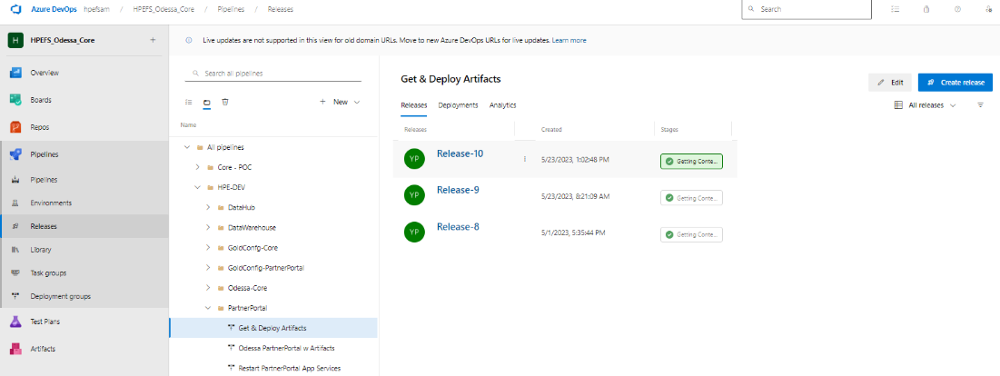 Azure DevOps hpefsam / HPEFS_Odessa_Core / Pipelines / Releases
Search
H HPEFS_Odessa_Core +
Overview
Boards
Repos
Pipelines
Pipelines
Environments
Releases
Library
Task groups
Deployment groups
Test Plans
Artifacts
Live updates are not supported in this view for old domain URLs. Move to new Azure DevOps URLs for live updates. Learn more
Search all pipelines
+ New
Name
All pipelines
Core - POC
HPE-DEV
DataHub
DataWarehouse
GoldConfg-Core
GoldConfig-PartnerPortal
Odessa-Core
PartnerPortal
Get & Deploy Artifacts
Odessa PartnerPortal w Artifacts
Restart PartnerPortal App Services
Get & Deploy Artifacts
Edit
Create release
Releases Deployments Analytics
All releases
Releases Created Stages
YP Release-10 5/23/2023, 1:02:48 PM Getting Conte...
YP Release-9 5/23/2023, 8:21:09 AM Getting Conte...
YP Release-8 5/1/2023, 5:35:44 PM Getting Conte...